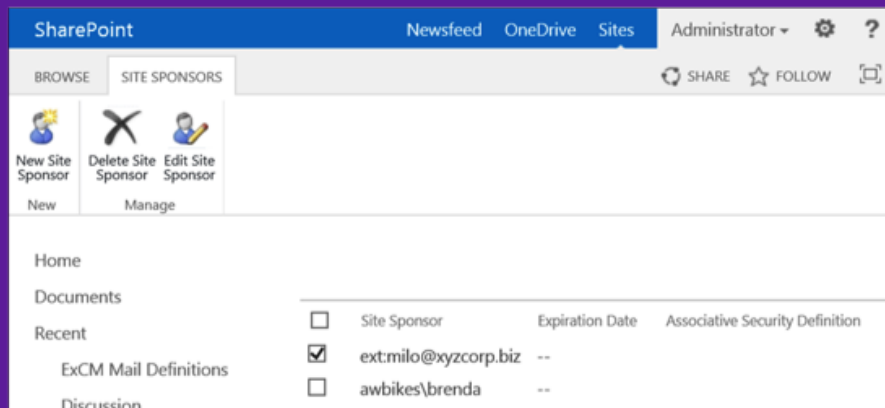 SharePoint Newsfeed OneDrive Sites Administrator ?
BROWSE SITE SPONSORS SHARE FOLLOW
New Site Delete Site Edit Site
Sponsor Sponsor Sponsor
New Manage
Home
Documents
Site Sponsor Expiration Date Associative Security Definition
Recent
ext:milo@xyzcorp.biz --
ExCM Mail Definitions
awbikes\brenda --
Discussion